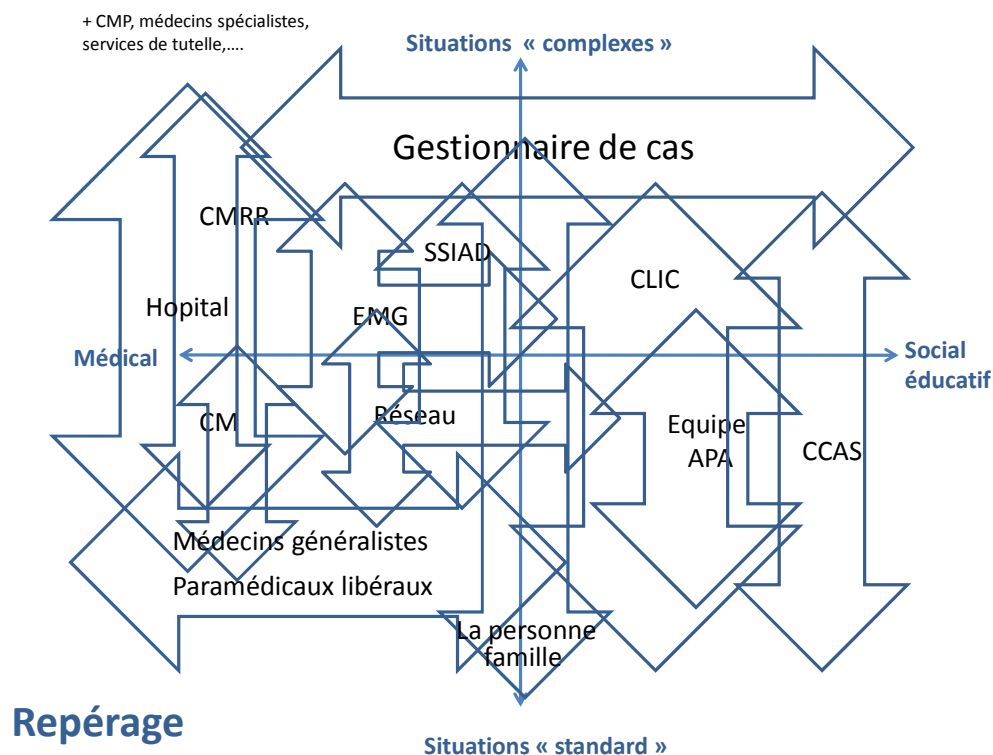 + CMP, médecins spécialistes,
services de tutelle,....
Situations « complexes »
Gestionnaire de cas
CMRR
SSIAD
CLIC
Hopital
EMG
Médical
Social
éducatif
CM
Réseau
Equipe
APA
CCAS
Médecins généralistes
Paramédicaux libéraux
La personne
famille
Repérage
Situations « standard »